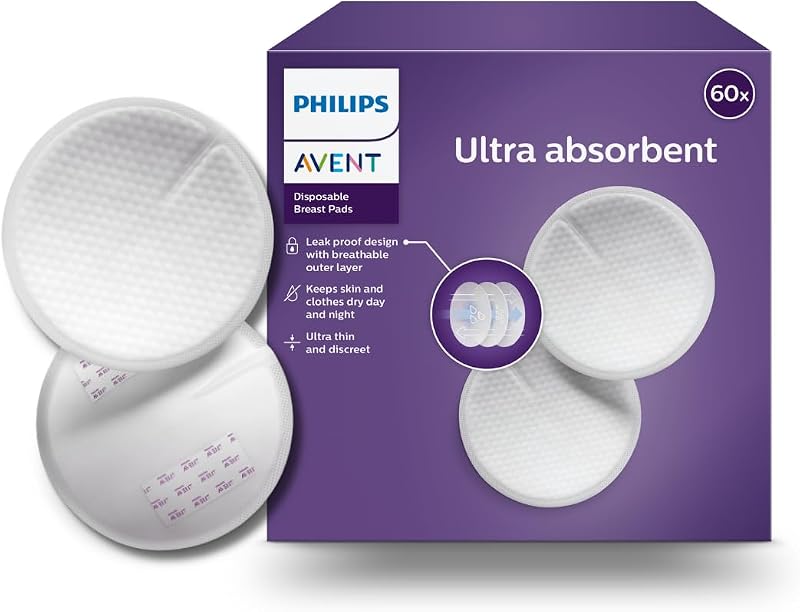 PHILIPS
AVENT
Disposable
Breast Pads
60x
Ultra absorbent
Leak proof design
with breathable
outer layer
Keeps skin and
clothes dry day
and night
Ultra thin
and discreet